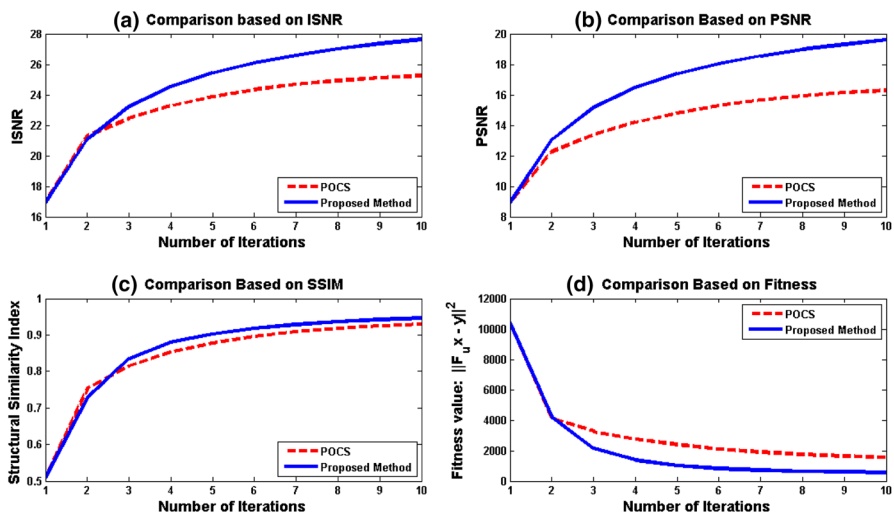 (a) Comparison based on ISNR
28
26
24
22
20
18
16
ISNR
POCS
Proposed Method
1 2 3 4 5 6 7 8 9 10
Number of Iterations
(b) Comparison Based on PSNR
20
18
16
14
12
10
8
PSNR
POCS
Proposed Method
1 2 3 4 5 6 7 8 9 10
Number of Iterations
(c) Comparison Based on SSIM
1
0.9
0.8
0.7
0.6
0.5
Structural Similarity Index
POCS
Proposed Method
1 2 3 4 5 6 7 8 9 10
Number of Iterations
(d) Comparison Based on Fitness
12000
10000
8000
6000
4000
2000
0
Fitness value: ||F_u x - y||^2
POCS
Proposed Method
1 2 3 4 5 6 7 8 9 10
Number of Iterations